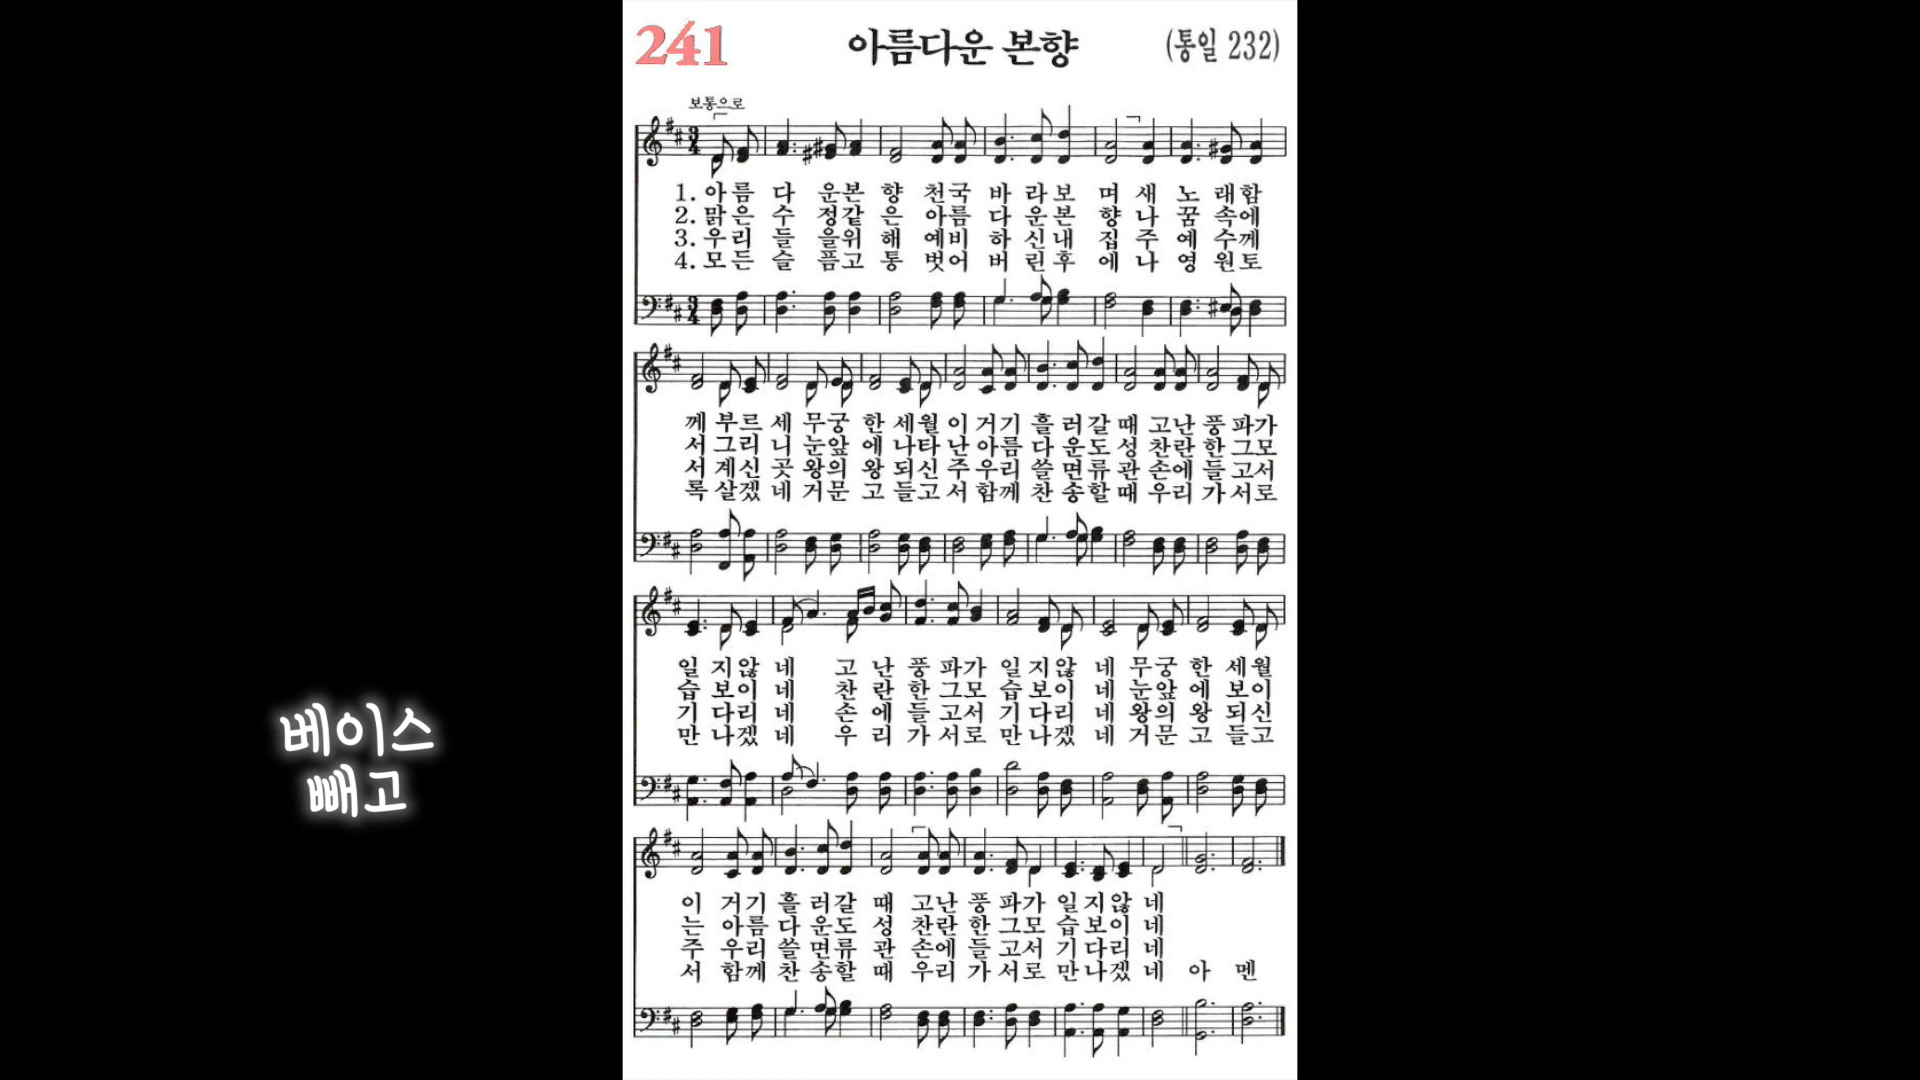 241 아름다운 본향 (통일 232)
보통으로
1. 아름 다 운본 향 천국 바 라보 며 새 노 래함
2. 맑은 수 정같 은 아름 다 운본 향 나 꿈 속에
3. 우리 들 을위 해 예비 하 신내 집 주 예 수께
4. 모든 슬 픔고 통 벗어 버 린후 에 나 영 원토
께 부르 세 무궁 한 세월 이 거기 흘 러갈 때 고난 풍 파가
서 그리 니 눈앞 에 나타 난 아름 다 운도 성 찬란 한 그모
서 계신 곳 왕의 왕 되신 주 우리 쓸 면류 관 손에 들 고서
록 살겠 네 거문 고 들고 서 함께 찬 송할 때 우리 가 서로
일 지않 네 고 난 풍 파가 일 지않 네 무궁 한 세월
습 보이 네 찬 란 한 그모 습 보이 네 눈앞 에 보이
기 다리 네 손 에 들 고서 기 다리 네 왕의 왕 되신
만 나겠 네 우 리 가 서로 만 나겠 네 거문 고 들고
베이스
빼고
이 거기 흘 러갈 때 고난 풍 파가 일 지않 네
는 아름 다 운도 성 찬란 한 그모 습 보이 네
주 우리 쓸 면류 관 손에 들 고서 기 다리 네
서 함께 찬 송할 때 우리 가 서로 만 나겠 네 아 멘